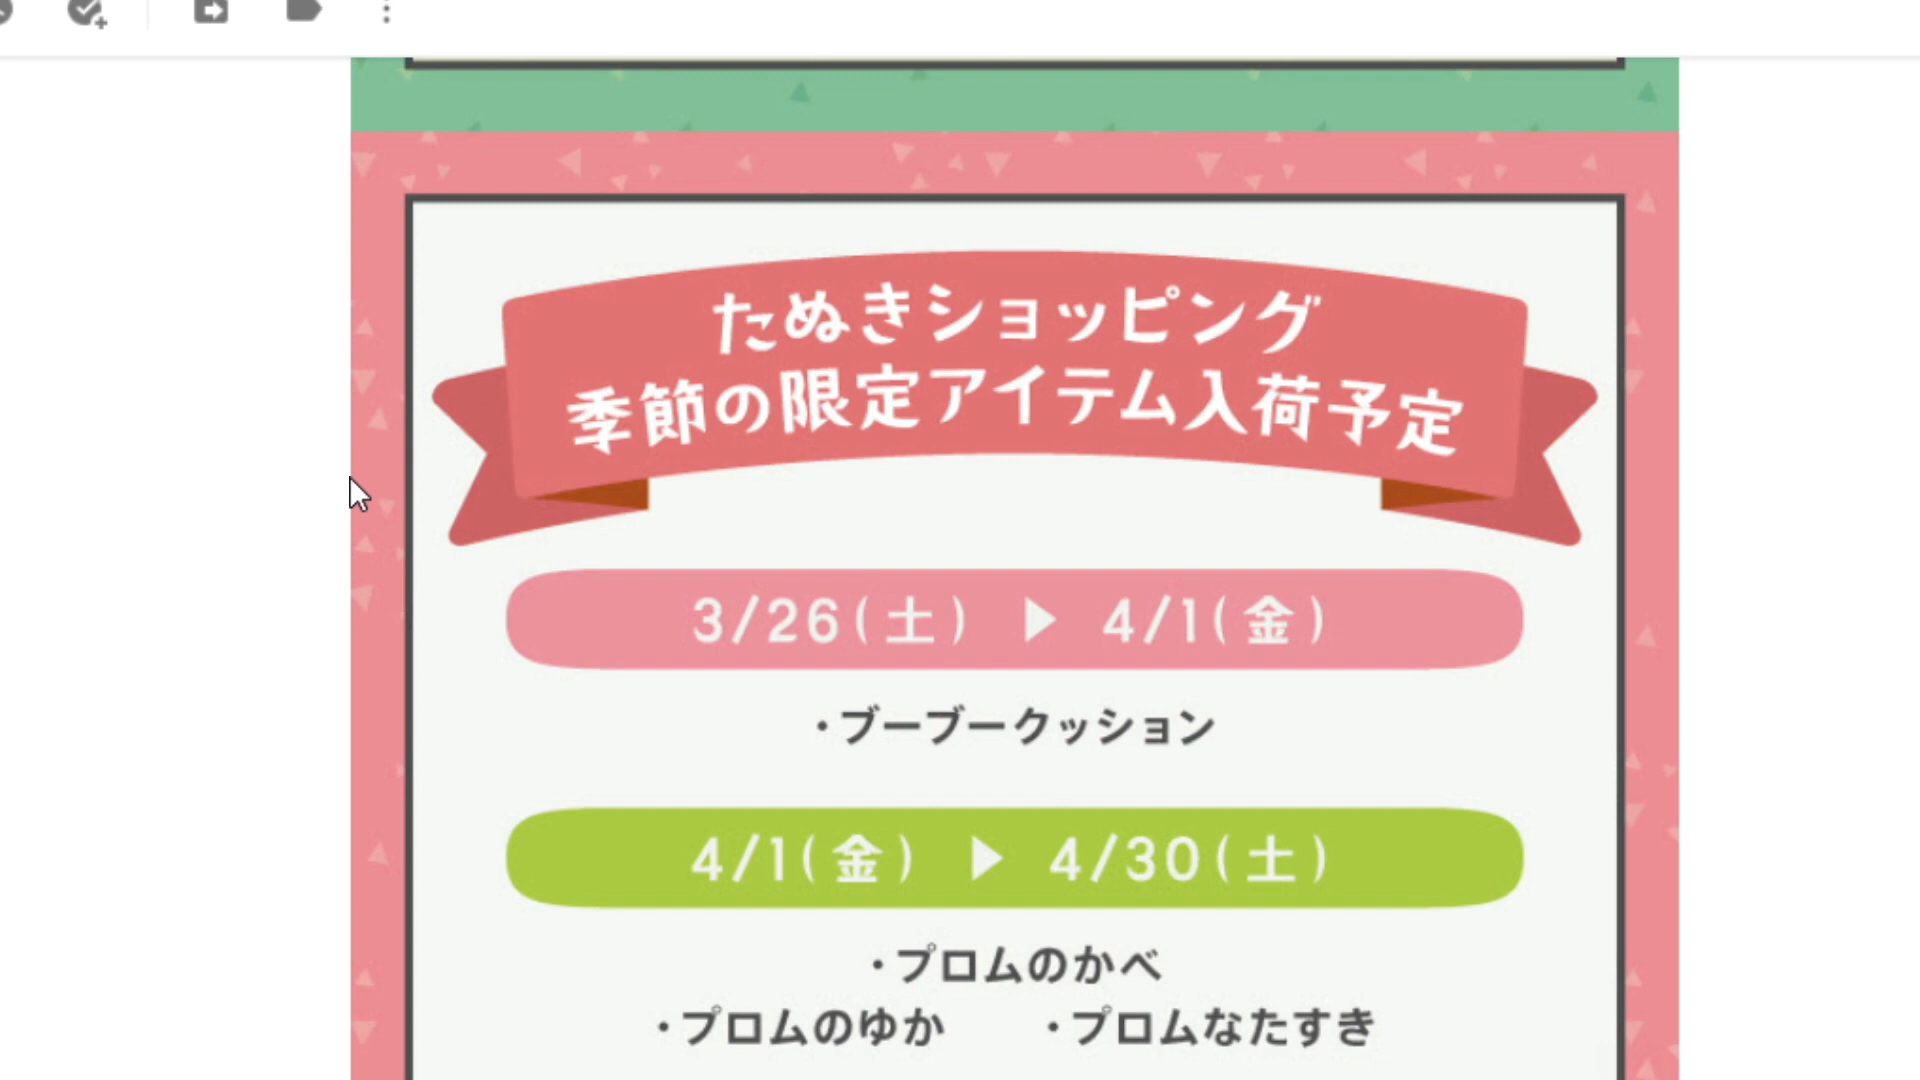 たぬきショッピング
季節の限定アイテム入荷予定
3/26(土) ▶ 4/1(金)
・ブーブークッション
4/1(金) ▶ 4/30(土)
・プロムのかべ
・プロムのゆか ・プロムなたすき